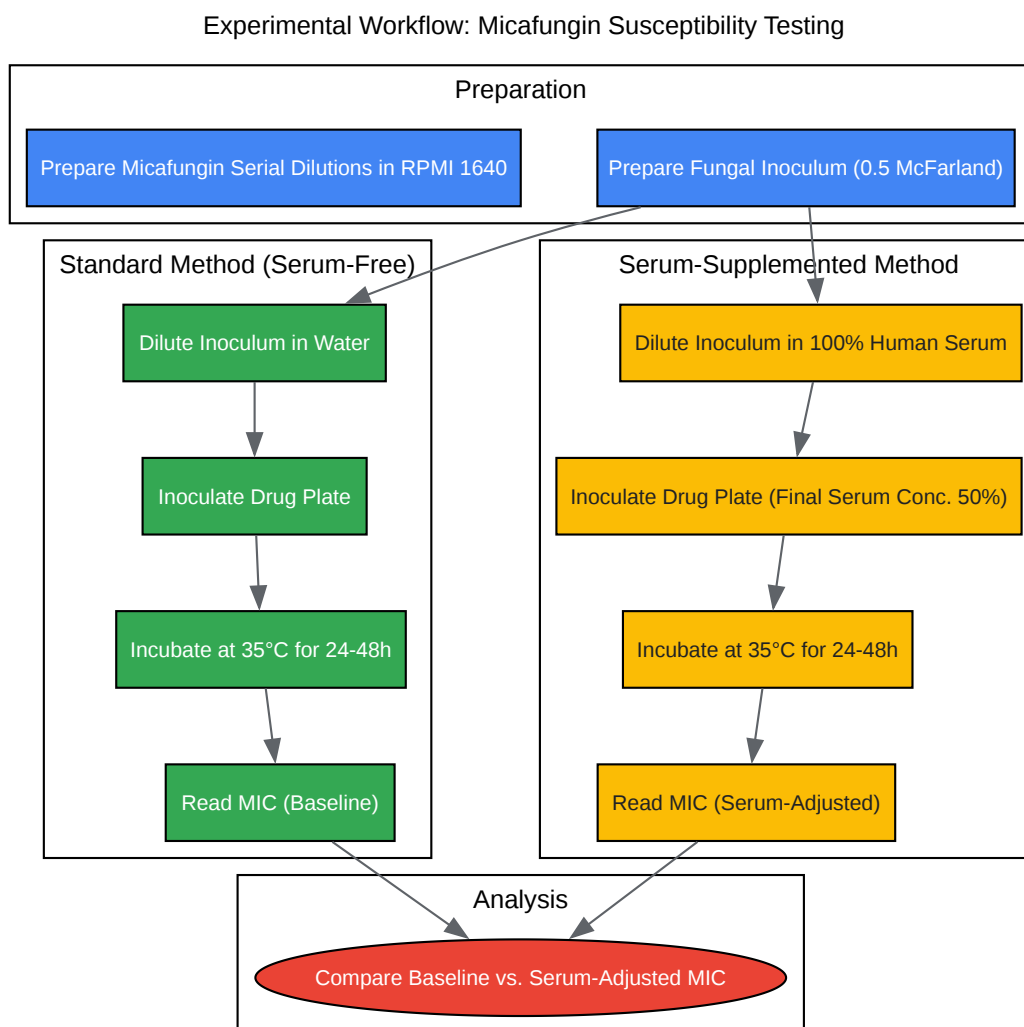 Experimental Workflow: Micafungin Susceptibility Testing
Preparation
Prepare Micafungin Serial Dilutions in RPMI 1640
Prepare Fungal Inoculum (0.5 McFarland)
Standard Method (Serum-Free)
Dilute Inoculum in Water
Inoculate Drug Plate
Incubate at 35°C for 24-48h
Read MIC (Baseline)
Serum-Supplemented Method
Dilute Inoculum in 100% Human Serum
Inoculate Drug Plate (Final Serum Conc. 50%)
Incubate at 35°C for 24-48h
Read MIC (Serum-Adjusted)
Analysis
Compare Baseline vs. Serum-Adjusted MIC